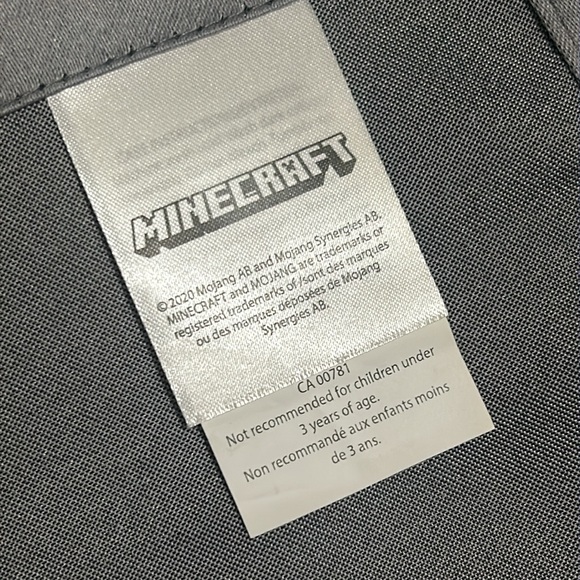 MINECRAFT
©2020 Mojang AB and Mojang Synergies AB.
MINECRAFT and MOJANG are trademarks or
registered trademarks of /sont des marques
ou des marques déposées de Mojang
Synergies AB.
CA 00781
Not recommended for children under
3 years of age.
Non recommandé aux enfants moins
de 3 ans.